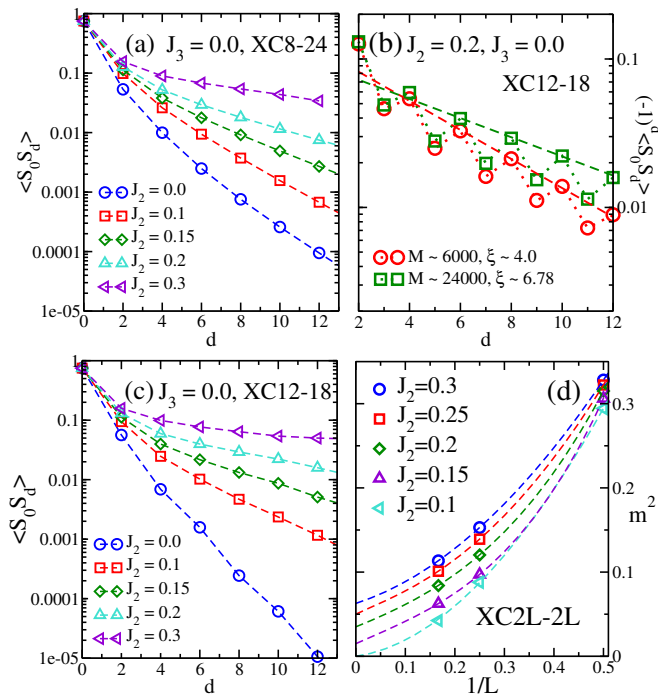 (a) J₃ = 0.0, XC8-24
<S₀S_d>
0.1
0.01
0.001
0.0001
1e-05
J₂ = 0.0
J₂ = 0.1
J₂ = 0.15
J₂ = 0.2
J₂ = 0.3
0 2 4 6 8 10 12
d
(b) J₂ = 0.2, J₃ = 0.0
XC12-18
(-1)^d<S₀S_d>
0.1
0.01
M ~ 6000, ξ ~ 4.0
M ~ 24000, ξ ~ 6.78
2 4 6 8 10 12
d
(c) J₃ = 0.0, XC12-18
<S₀S_d>
1
0.1
0.01
0.001
0.0001
1e-05
J₂ = 0.0
J₂ = 0.1
J₂ = 0.15
J₂ = 0.2
J₂ = 0.3
0 2 4 6 8 10 12
d
(d)
J₂=0.3
J₂=0.25
J₂=0.2
J₂=0.15
J₂=0.1
XC2L-2L
m²
0.3
0.2
0.1
0
0 0.1 0.2 0.3 0.4 0.5
1/L